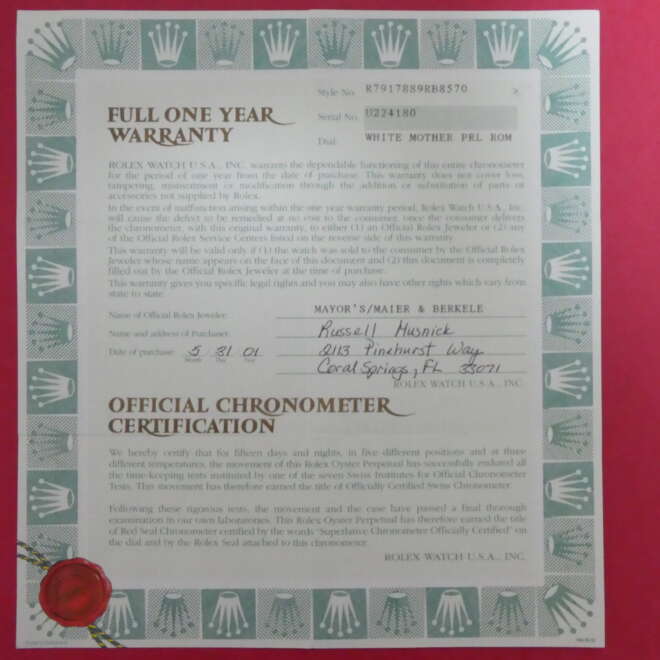 Style No. R7917889RB8570
Serial No. U224180
Dial: WHITE MOTHER PRL ROM
FULL ONE YEAR
WARRANTY
ROLEX WATCH U.S.A., INC. warrants the dependable functioning of this entire chronometer
for the period of one year from the date of purchase. This warranty does not cover loss,
tampering, mistreatment or modification through the addition or substitution of parts or
accessories not supplied by Rolex.
In the event of malfunction arising within the one year warranty period, Rolex Watch U.S.A., Inc.
will cause the defect to be remedied at no cost to the consumer, once the consumer delivers
the chronometer, with this original warranty, to either (1) an Official Rolex Jeweler or (2) any
of the Official Rolex Service Centres listed on the reverse side of this warranty.
This warranty will be valid only if (1) the watch was sold to the consumer by the Official Rolex
Jeweler whose name appears on the face of this document and (2) this document is completely
filled out by the Official Rolex Jeweler at the time of purchase.
This warranty gives you specific legal rights and you may also have other rights which vary from
state to state.
Name of Official Rolex Jeweler: MAYOR'S/MAIER & BERKELE
Name and address of Purchaser: Russell Musnick
Date of purchase: 5 31 01 2113 Pinehurst Way
Month Day Year Coral Springs, FL 33071
ROLEX WATCH U.S.A., INC.
OFFICIAL CHRONOMETER
CERTIFICATION
We hereby certify that for fifteen days and nights, in five different positions and at three
different temperatures, the movement of this Rolex Oyster Perpetual has successfully endured all
the time-keeping tests instituted by one of the seven Swiss Institutes for Official Chronometer
Tests. This movement has therefore earned the title of Officially Certified Swiss Chronometer.
Following these rigorous tests, the movement and the case have passed a final thorough
examination in our own laboratories. This Rolex Oyster Perpetual has therefore earned the title
of Red Seal Chronometer certified by the words "Superlative Chronometer Officially Certified" on
the dial and by the Rolex Seal attached to this chronometer.
ROLEX WATCH U.S.A., INC.